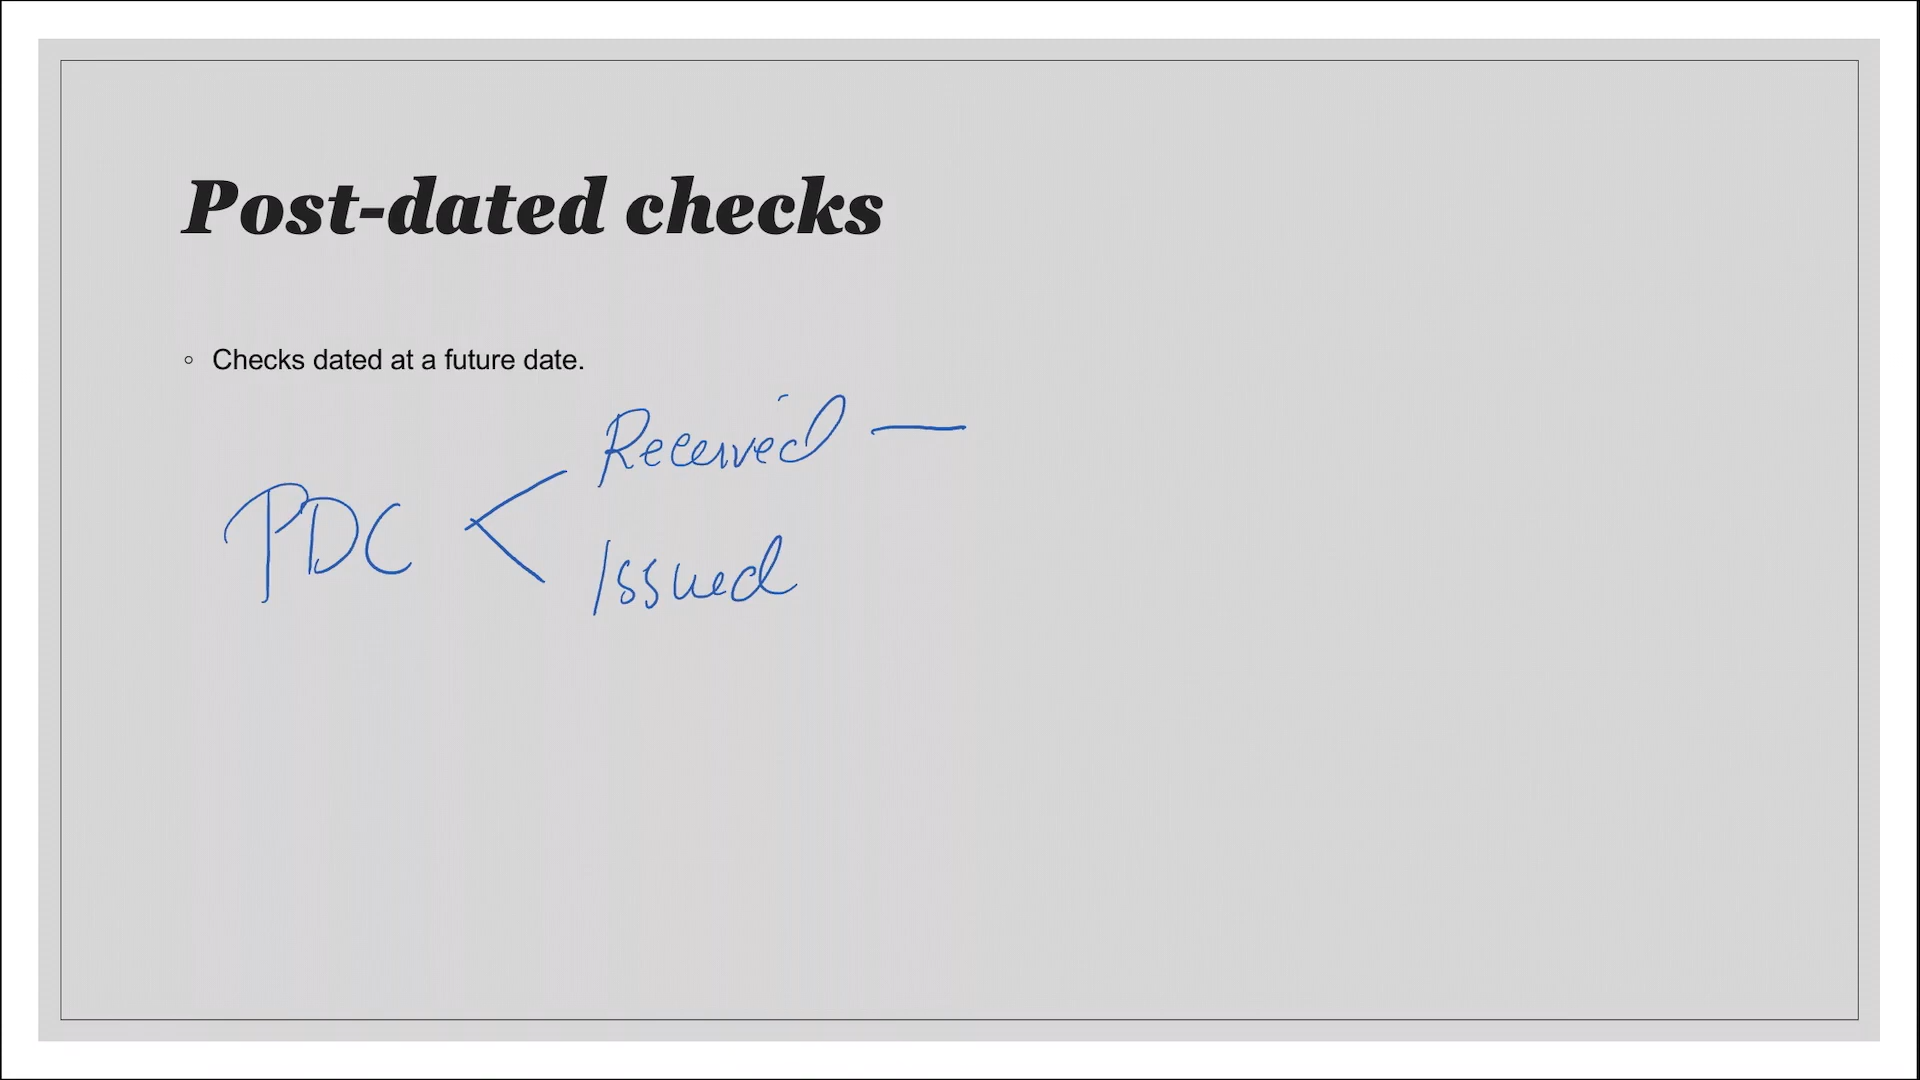 Post-dated checks
◦ Checks dated at a future date.
Received —
PDC <
Issued